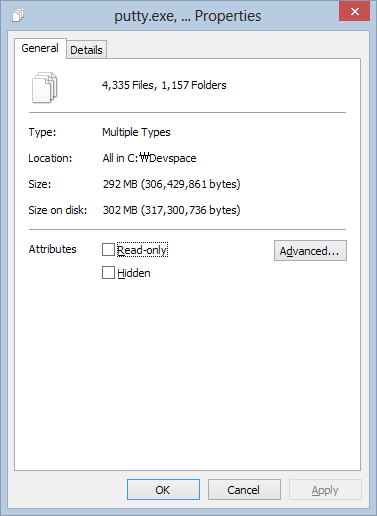 putty.exe, ... Properties
General Details
4,335 Files, 1,157 Folders
Type: Multiple Types
Location: All in C:₩Devspace
Size: 292 MB (306,429,861 bytes)
Size on disk: 302 MB (317,300,736 bytes)
Attributes Read-only Advanced...
Hidden
OK Cancel Apply